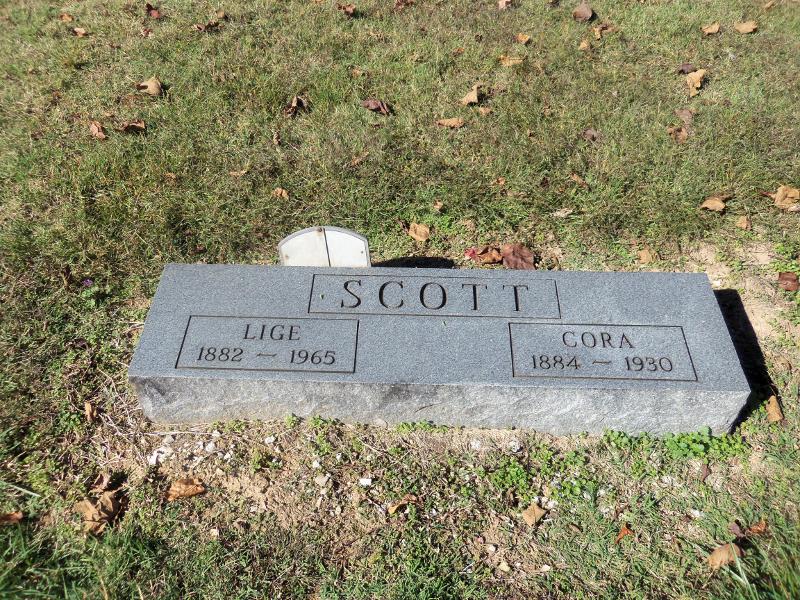 SCOTT
LIGE
1882 — 1965
CORA
1884 — 1930